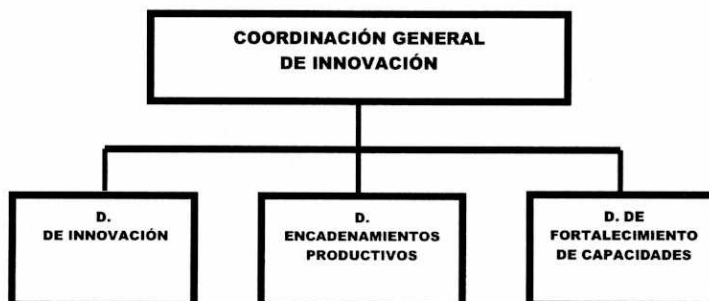 COORDINACIÓN GENERAL
DE INNOVACIÓN
D.
DE INNOVACIÓN
D.
ENCADENAMIENTOS
PRODUCTIVOS
D. DE
FORTALECIMIENTO
DE CAPACIDADES